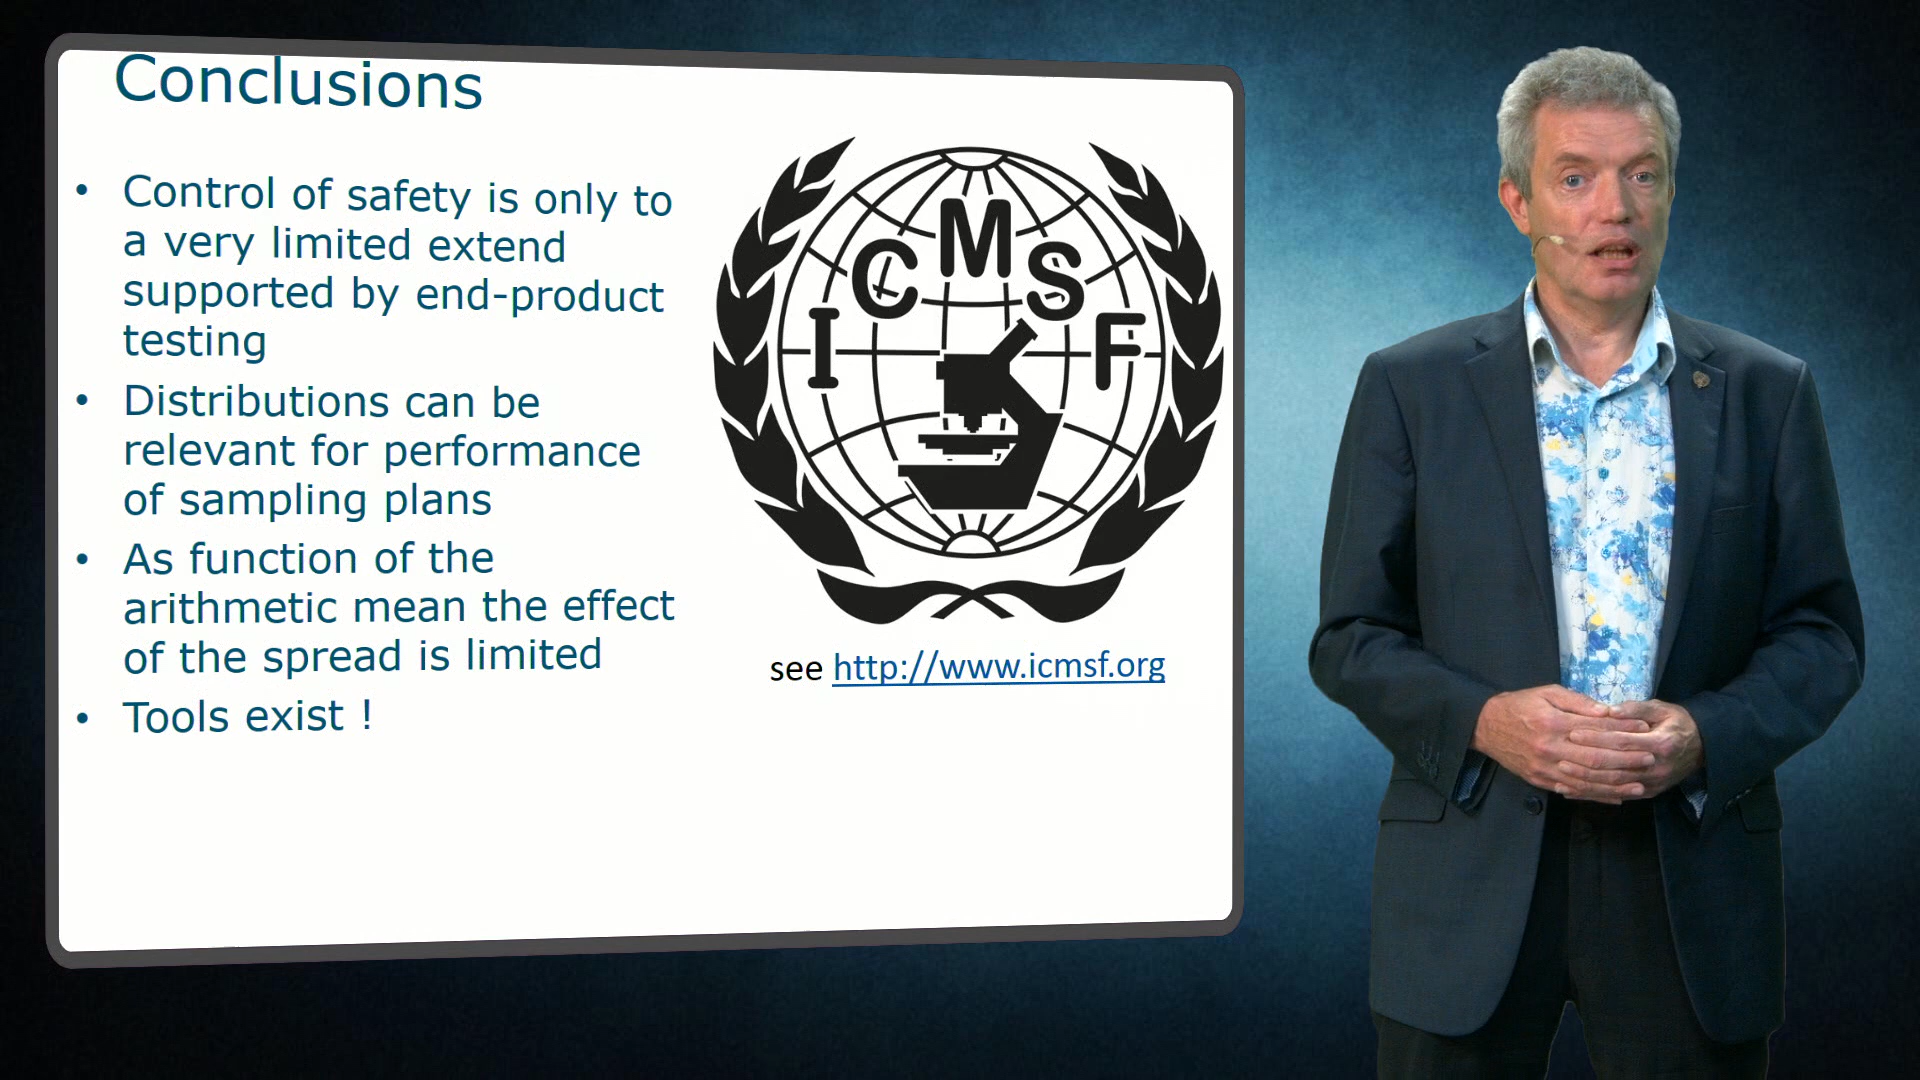 Conclusions
• Control of safety is only to
a very limited extend
supported by end-product
testing
• Distributions can be
relevant for performance
of sampling plans
• As function of the
arithmetic mean the effect
of the spread is limited
• Tools exist !
ICMSF
see http://www.icmsf.org